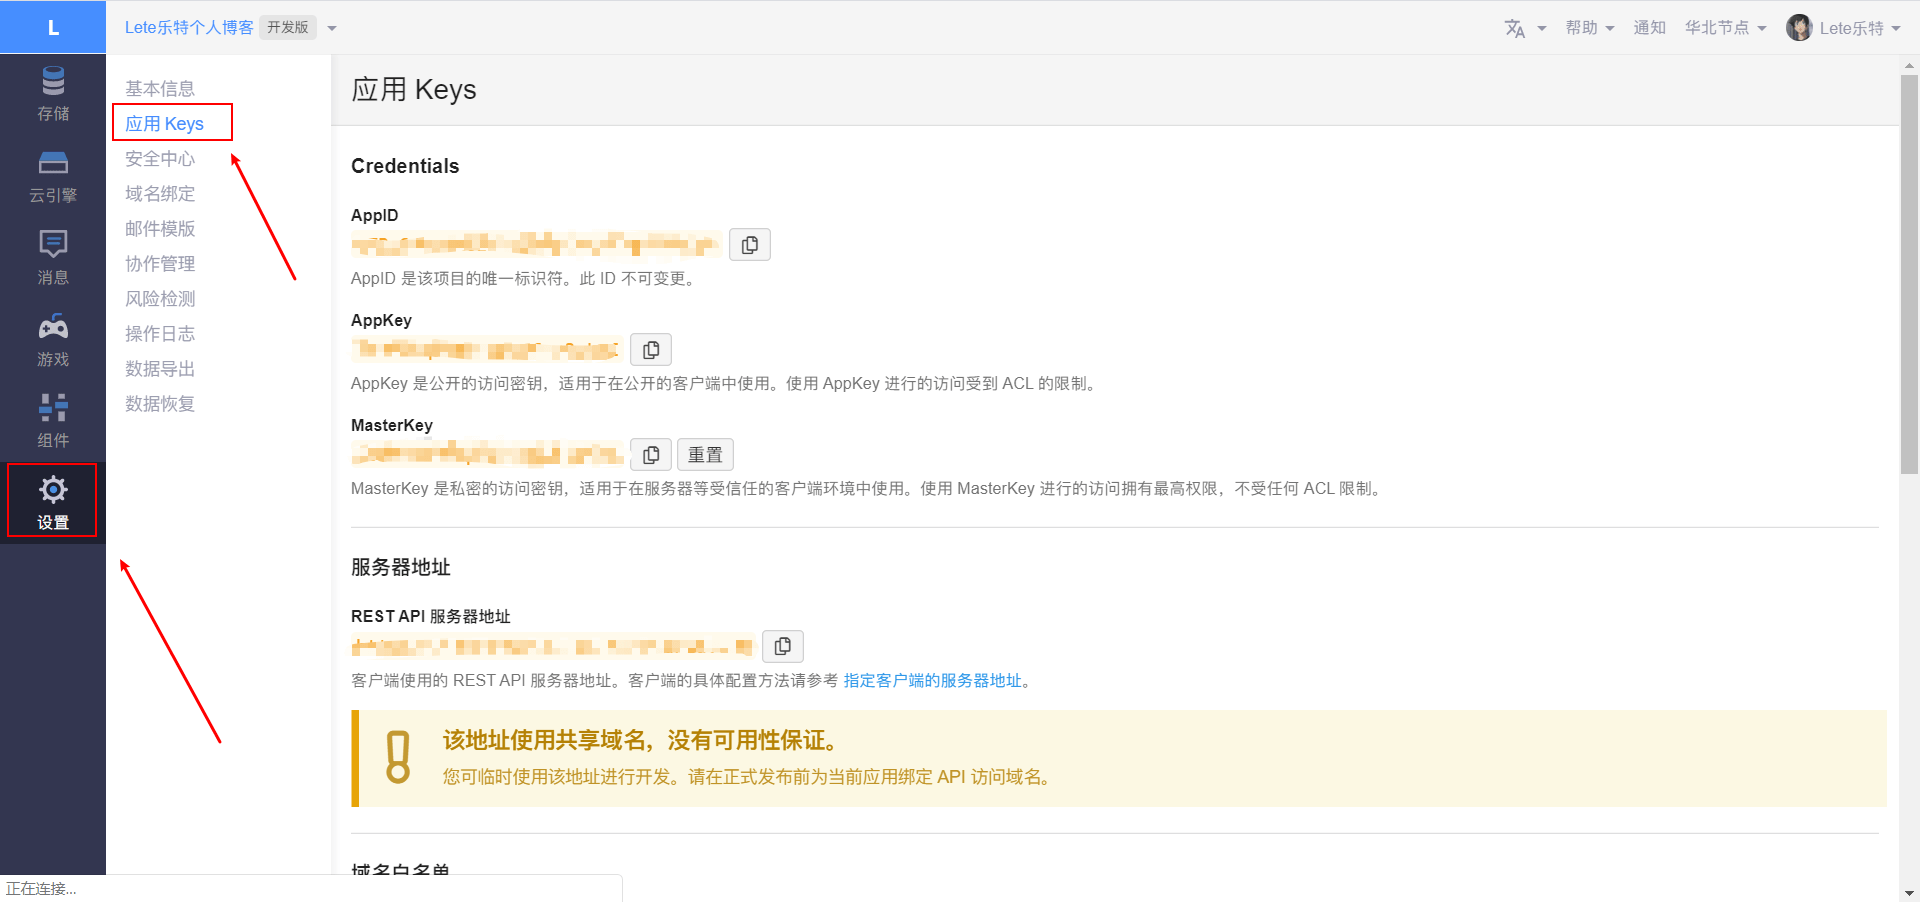 L
Lete乐特个人博客 开发版
帮助 通知 华北节点 Lete乐特
存储
云引擎
消息
游戏
组件
设置
基本信息
应用 Keys
安全中心
域名绑定
邮件模版
协作管理
风险检测
操作日志
数据导出
数据恢复
应用 Keys
Credentials
AppID
AppID 是该项目的唯一标识符。此 ID 不可变更。
AppKey
AppKey 是公开的访问密钥，适用于在公开的客户端中使用。使用 AppKey 进行的访问受到 ACL 的限制。
MasterKey
重置
MasterKey 是私密的访问密钥，适用于在服务器等受信任的客户端环境中使用。使用 MasterKey 进行的访问拥有最高权限，不受任何 ACL 限制。
服务器地址
REST API 服务器地址
客户端使用的 REST API 服务器地址。客户端的具体配置方法请参考 指定客户端的服务器地址。
该地址使用共享域名，没有可用性保证。
您可临时使用该地址进行开发。请在正式发布前为当前应用绑定 API 访问域名。
域名白名单
正在连接...